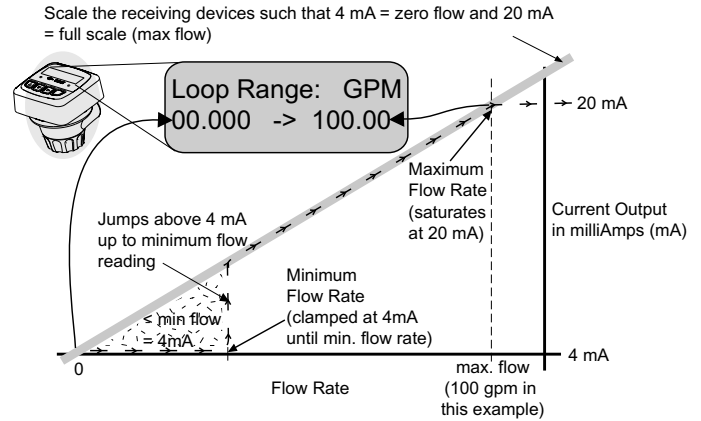 Scale the receiving devices such that 4 mA = zero flow and 20 mA
= full scale (max flow)
Loop Range: GPM
00.000 -> 100.00
20 mA
Maximum
Flow Rate
(saturates
at 20 mA)
Current Output
in milliAmps (mA)
Jumps above 4 mA
up to minimum flow
reading
Minimum
Flow Rate
(clamped at 4mA
until min. flow rate)
< min flow
= 4mA
4 mA
0
Flow Rate
max. flow
(100 gpm in
this example)